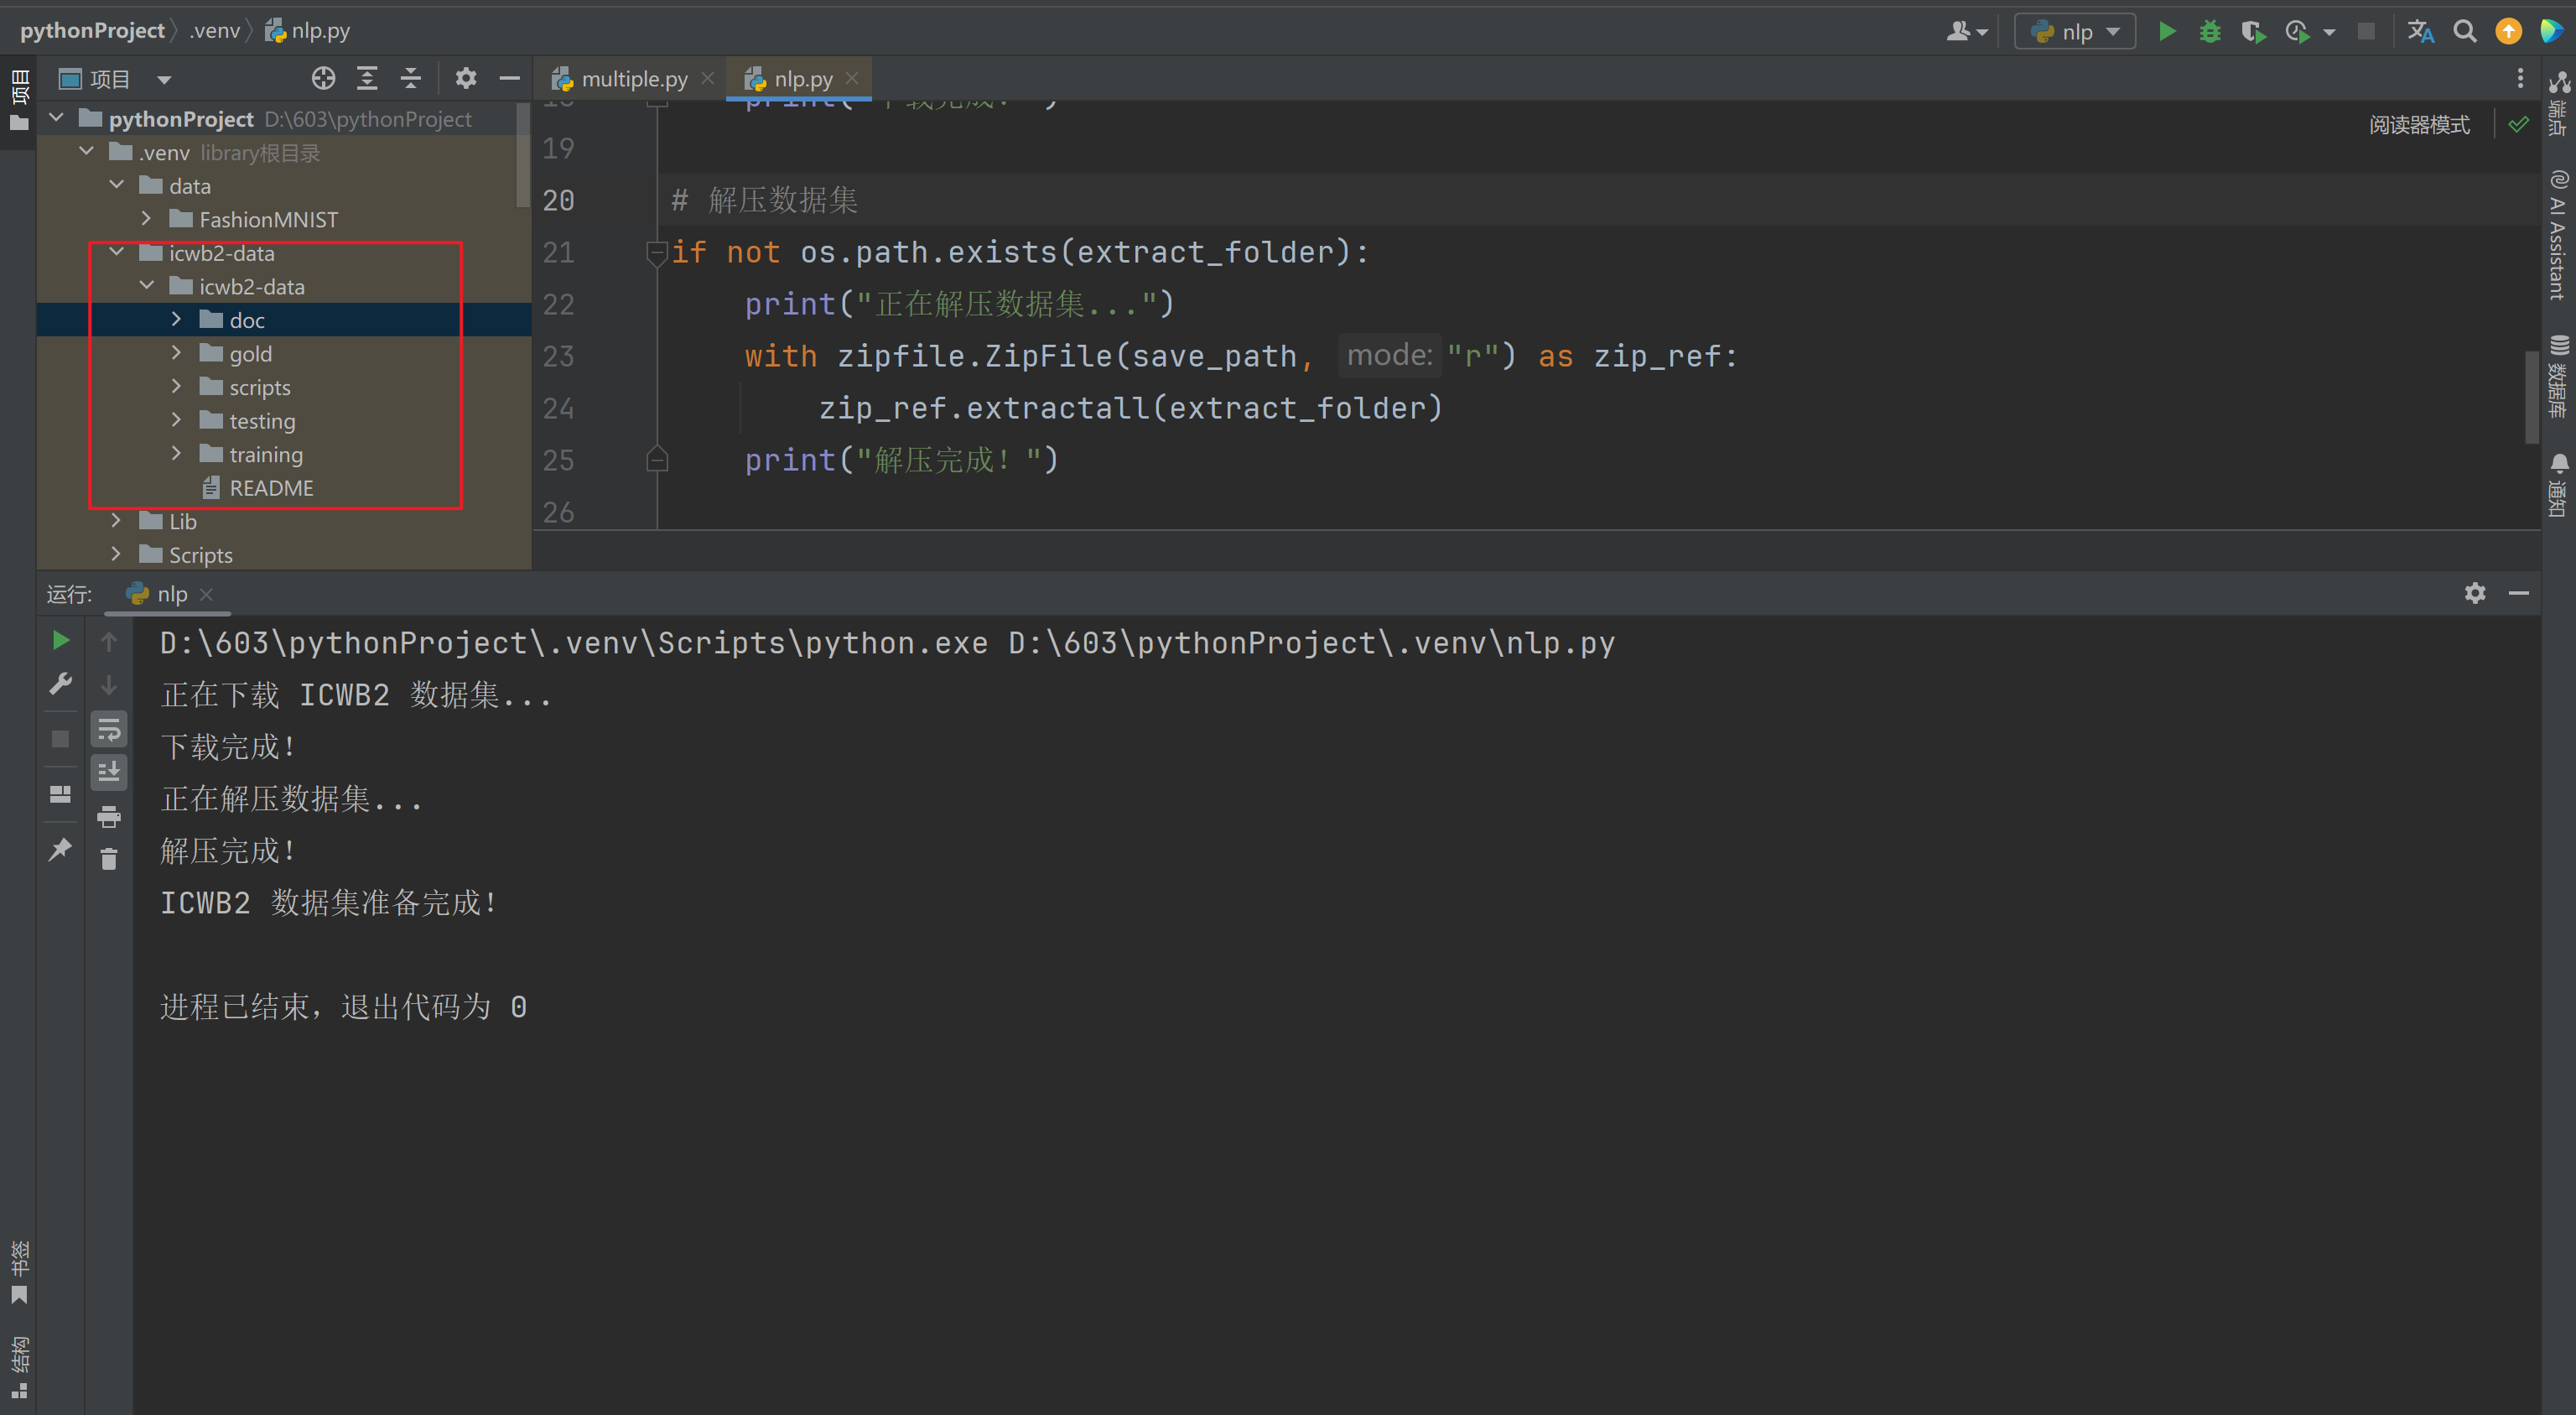 pythonProject .venv nlp.py
nlp
项目
项目
multiple.py
nlp.py
pythonProject D:\603\pythonProject
.venv library根目录
data
FashionMNIST
icwb2-data
icwb2-data
doc
gold
scripts
testing
training
README
Lib
Scripts
阅读器模式
19
20 # 解压数据集
21 if not os.path.exists(extract_folder):
22 print("正在解压数据集...")
23 with zipfile.ZipFile(save_path, mode: "r") as zip_ref:
24 zip_ref.extractall(extract_folder)
25 print("解压完成！")
26
端点
AI Assistant
数据库
通知
运行: nlp
D:\603\pythonProject\.venv\Scripts\python.exe D:\603\pythonProject\.venv\nlp.py
正在下载 ICWB2 数据集...
下载完成！
正在解压数据集...
解压完成！
ICWB2 数据集准备完成！
进程已结束，退出代码为 0
书签
结构